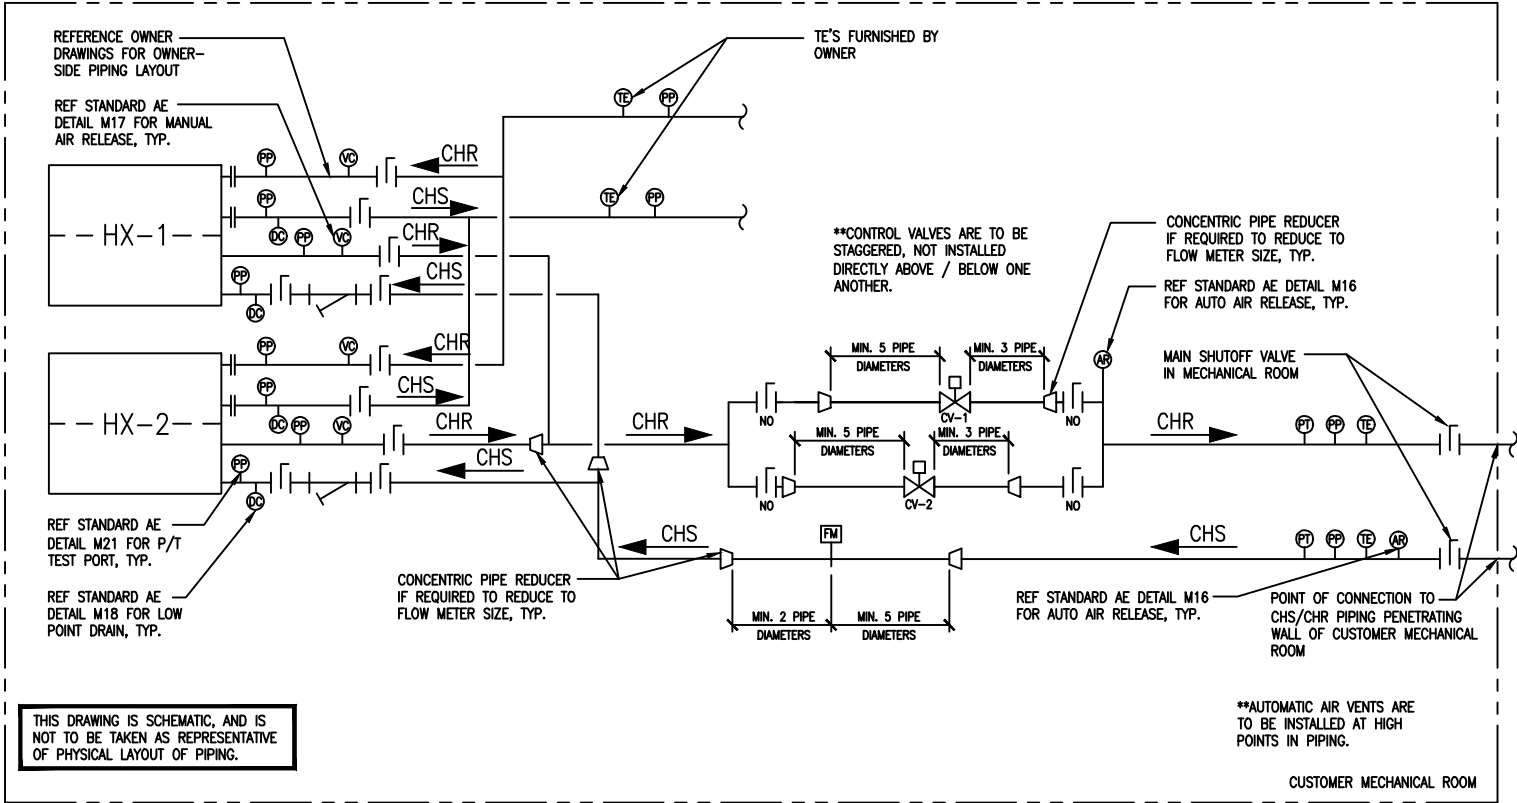 REFERENCE OWNER
DRAWINGS FOR OWNER-
SIDE PIPING LAYOUT
TE'S FURNISHED BY
OWNER
REF STANDARD AE
DETAIL M17 FOR MANUAL
AIR RELEASE, TYP.
TE
PP
PP
VC
CHR
PP
CHS
TE
PP
HX-1
DC
PP
VC
CHR
PP
CHS
DC
**CONTROL VALVES ARE TO BE
STAGGERED, NOT INSTALLED
DIRECTLY ABOVE / BELOW ONE
ANOTHER.
CONCENTRIC PIPE REDUCER
IF REQUIRED TO REDUCE TO
FLOW METER SIZE, TYP.
REF STANDARD AE DETAIL M16
FOR AUTO AIR RELEASE, TYP.
PP
VC
CHR
PP
CHS
HX-2
DC
PP
VC
CHR
PP
CHS
DC
MIN. 5 PIPE
DIAMETERS
MIN. 3 PIPE
DIAMETERS
AR
MAIN SHUTOFF VALVE
IN MECHANICAL ROOM
NO
CV-1
NO
CHR
MIN. 5 PIPE
DIAMETERS
MIN. 3 PIPE
DIAMETERS
CHR
PT
PP
TE
NO
CV-2
NO
REF STANDARD AE
DETAIL M21 FOR P/T
TEST PORT, TYP.
CHS
FM
CHS
PT
PP
TE
AR
REF STANDARD AE
DETAIL M18 FOR LOW
POINT DRAIN, TYP.
CONCENTRIC PIPE REDUCER
IF REQUIRED TO REDUCE TO
FLOW METER SIZE, TYP.
MIN. 2 PIPE
DIAMETERS
MIN. 5 PIPE
DIAMETERS
REF STANDARD AE DETAIL M16
FOR AUTO AIR RELEASE, TYP.
POINT OF CONNECTION TO
CHS/CHR PIPING PENETRATING
WALL OF CUSTOMER MECHANICAL
ROOM
THIS DRAWING IS SCHEMATIC, AND IS
NOT TO BE TAKEN AS REPRESENTATIVE
OF PHYSICAL LAYOUT OF PIPING.
**AUTOMATIC AIR VENTS ARE
TO BE INSTALLED AT HIGH
POINTS IN PIPING.
CUSTOMER MECHANICAL ROOM